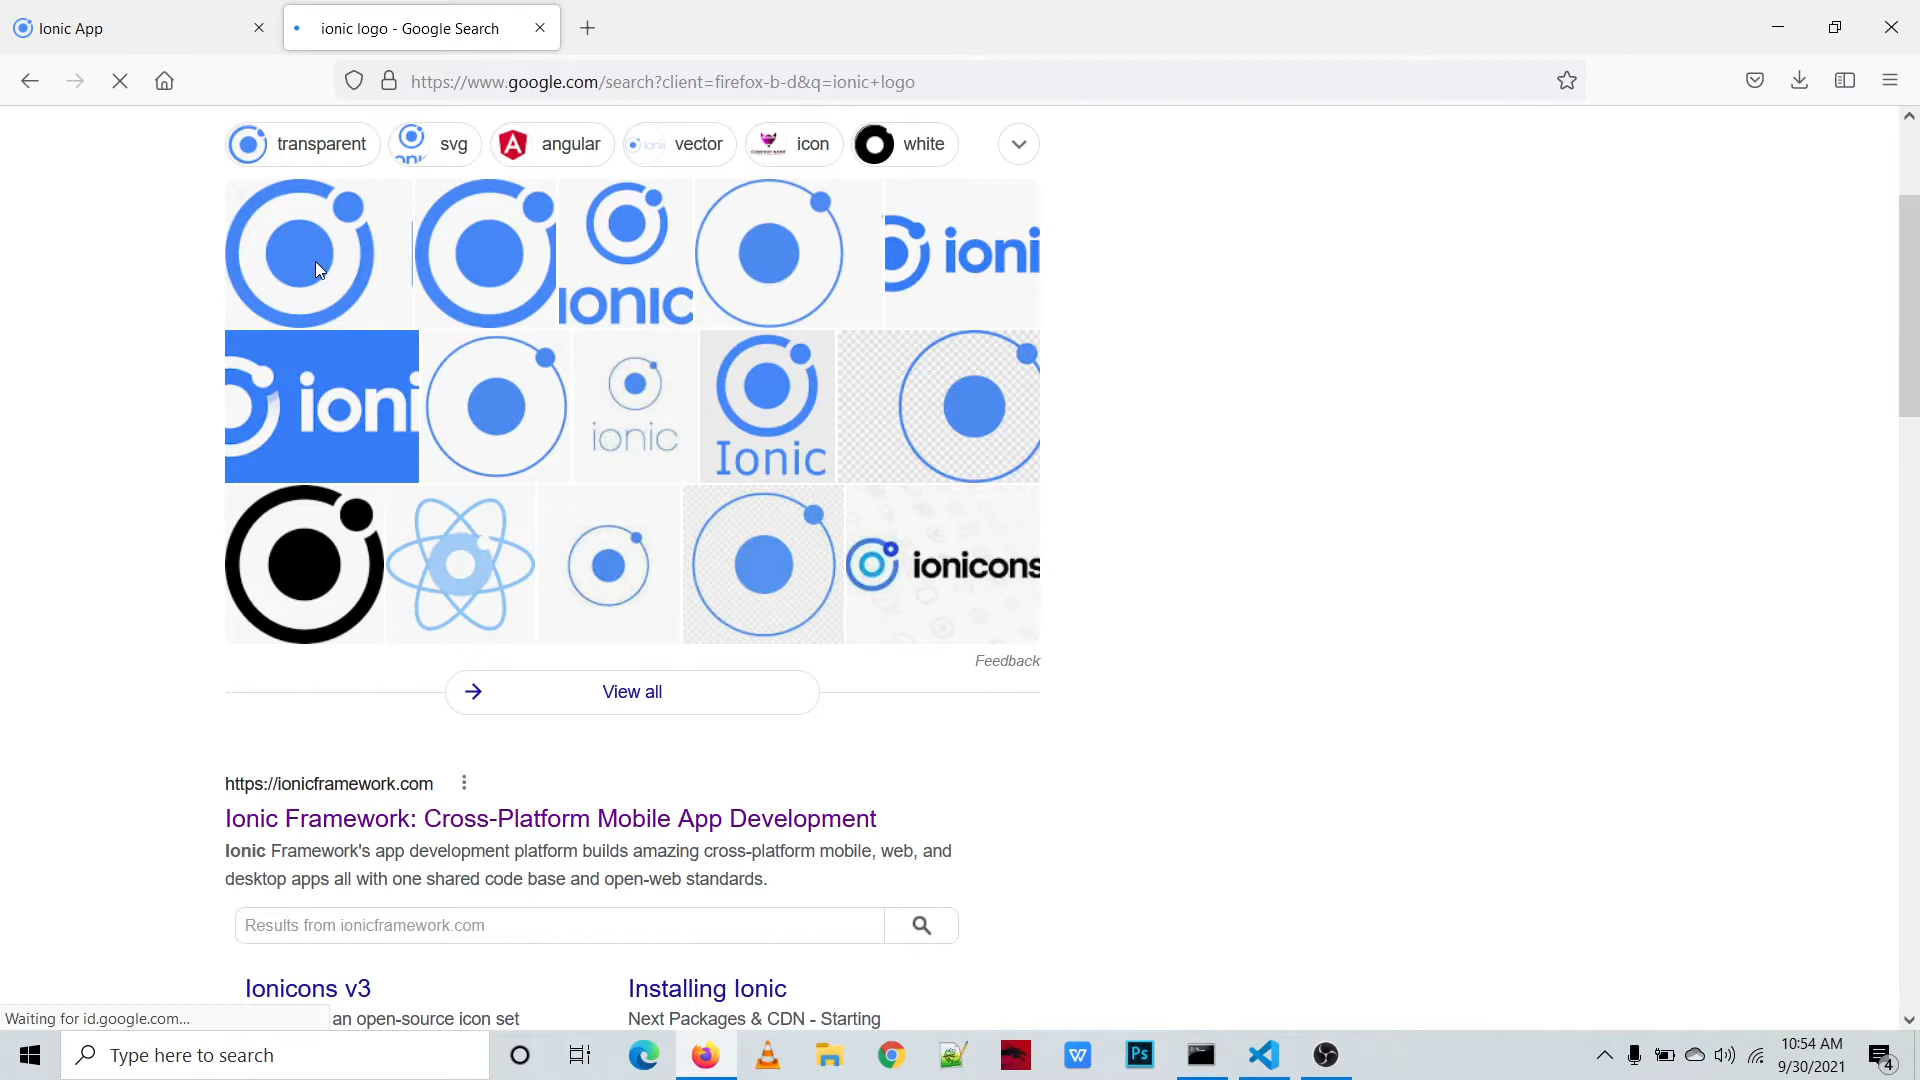 Ionic App
ionic logo - Google Search
https://www.google.com/search?client=firefox-b-d&q=ionic+logo
transparent
svg
angular
vector
icon
white
ionic
ioni
ioni
ionic
Ionic
ionicons
Feedback
View all
https://ionicframework.com
Ionic Framework: Cross-Platform Mobile App Development
Ionic Framework's app development platform builds amazing cross-platform mobile, web, and
desktop apps all with one shared code base and open-web standards.
Results from ionicframework.com
Ionicons v3
Installing Ionic
an open-source icon set
Next Packages & CDN - Starting
Waiting for id.google.com...
Type here to search
Ps
10:54 AM
9/30/2021
4